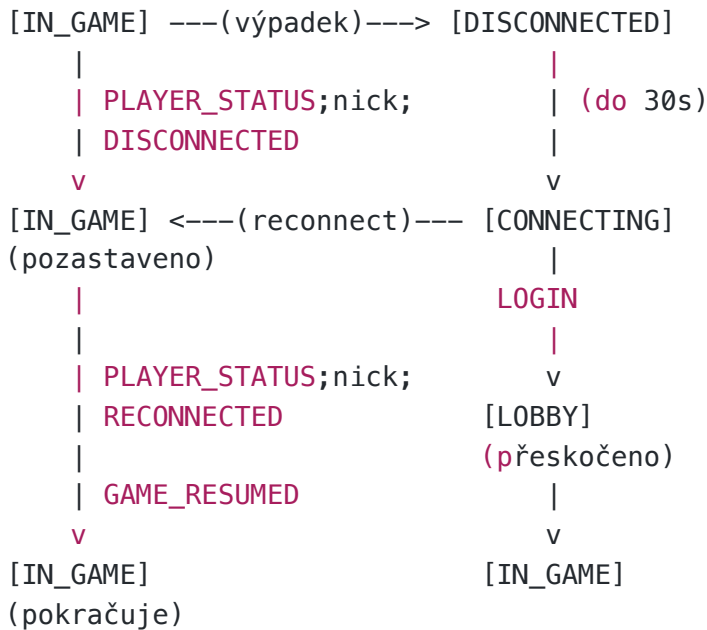 [IN_GAME] ---(výpadek)---> [DISCONNECTED]
    |                            |
    | PLAYER_STATUS;nick;        | (do 30s)
    | DISCONNECTED               |
    v                            v
[IN_GAME] <---(reconnect)--- [CONNECTING]
(pozastaveno)                    |
    |                         LOGIN
    |                            |
    | PLAYER_STATUS;nick;        v
    | RECONNECTED            [LOBBY]
    |                        (přeskočeno)
    | GAME_RESUMED               |
    v                            v
[IN_GAME]                    [IN_GAME]
(pokračuje)